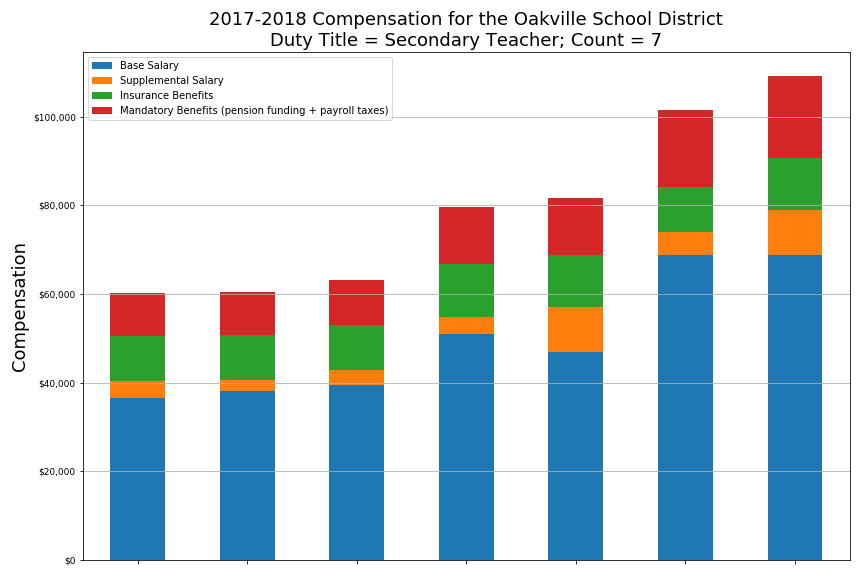 2017-2018 Compensation for the Oakville School District
Duty Title = Secondary Teacher; Count = 7
Base Salary
Supplemental Salary
Insurance Benefits
Mandatory Benefits (pension funding + payroll taxes)
$100,000
$80,000
$60,000
$40,000
$20,000
$0
Compensation